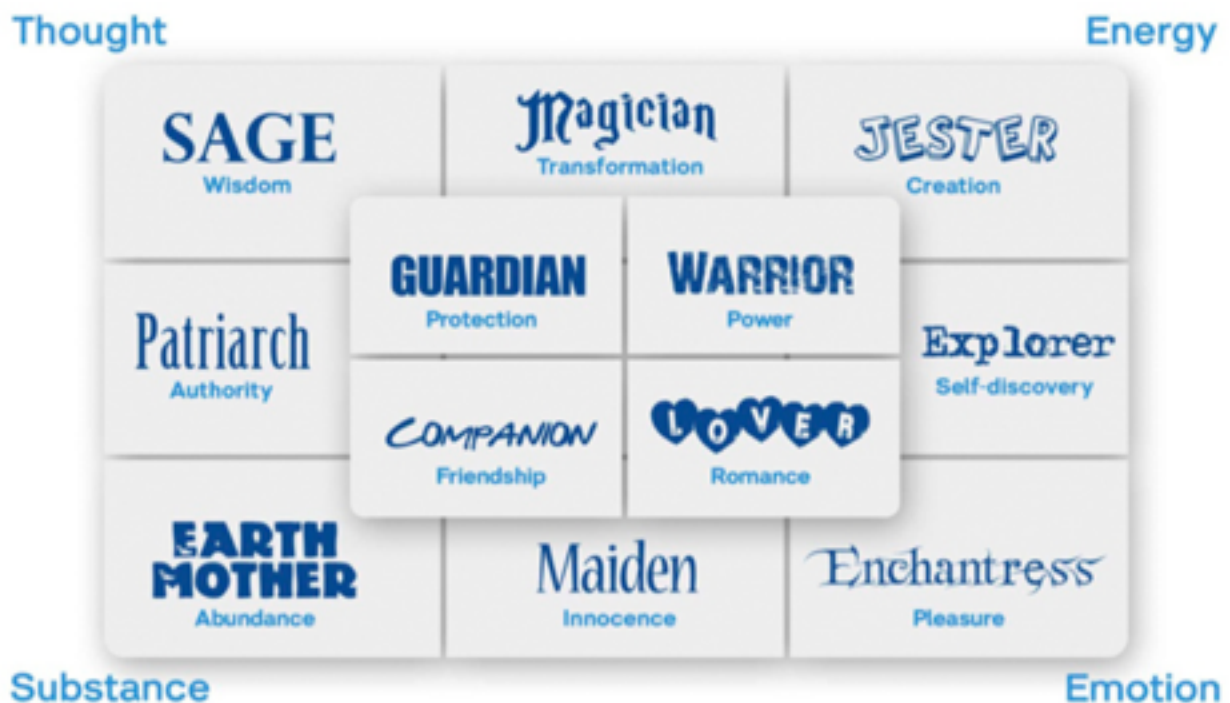 Thought
Energy
SAGE
Wisdom
Magician
Transformation
JESTER
Creation
GUARDIAN
Protection
WARRIOR
Power
Patriarch
Authority
Explorer
Self-discovery
COMPANION
Friendship
LOVER
Romance
EARTH
MOTHER
Abundance
Maiden
Innocence
Enchantress
Pleasure
Substance
Emotion